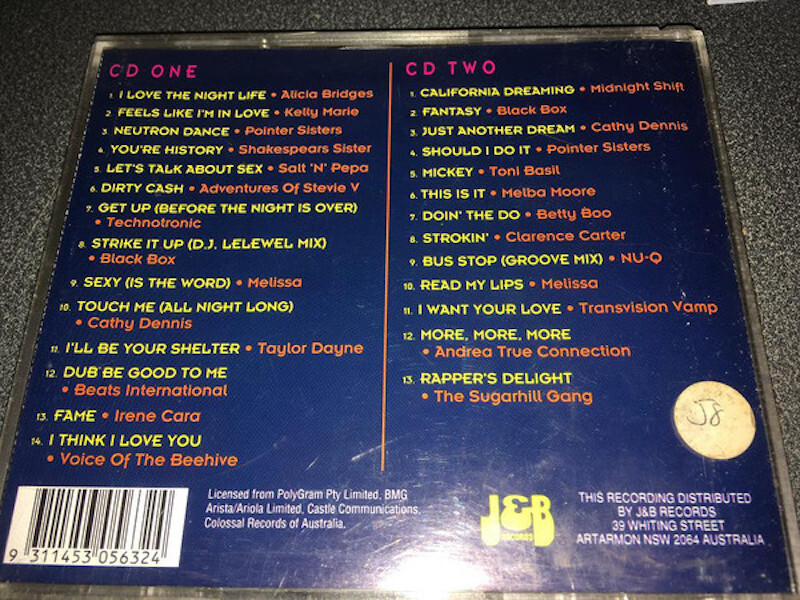 CD ONE
1. I LOVE THE NIGHT LIFE • Alicia Bridges
2. FEELS LIKE I'M IN LOVE • Kelly Marie
3. NEUTRON DANCE • Pointer Sisters
4. YOU'RE HISTORY • Shakespears Sister
5. LET'S TALK ABOUT SEX • Salt 'N' Pepa
6. DIRTY CASH • Adventures Of Stevie V
7. GET UP (BEFORE THE NIGHT IS OVER)
• Technotronic
8. STRIKE IT UP (D.J. LELEWEL MIX)
• Black Box
9. SEXY (IS THE WORD) • Melissa
10. TOUCH ME (ALL NIGHT LONG)
• Cathy Dennis
11. I'LL BE YOUR SHELTER • Taylor Dayne
12. DUB BE GOOD TO ME
• Beats International
13. FAME • Irene Cara
14. I THINK I LOVE YOU
• Voice Of The Beehive
CD TWO
1. CALIFORNIA DREAMING • Midnight Shift
2. FANTASY • Black Box
3. JUST ANOTHER DREAM • Cathy Dennis
4. SHOULD I DO IT • Pointer Sisters
5. MICKEY • Toni Basil
6. THIS IS IT • Melba Moore
7. DOIN' THE DO • Betty Boo
8. STROKIN' • Clarence Carter
9. BUS STOP (GROOVE MIX) • NU-Q
10. READ MY LIPS • Melissa
11. I WANT YOUR LOVE • Transvision Vamp
12. MORE, MORE, MORE
• Andrea True Connection
13. RAPPER'S DELIGHT
• The Sugarhill Gang
J8
9 311453 056324
Licensed from PolyGram Pty Limited, BMG
Arista/Ariola Limited, Castle Communications,
Colossal Records of Australia.
J&B
RECORDS
THIS RECORDING DISTRIBUTED
BY J&B RECORDS
39 WHITING STREET
ARTARMON NSW 2064 AUSTRALIA